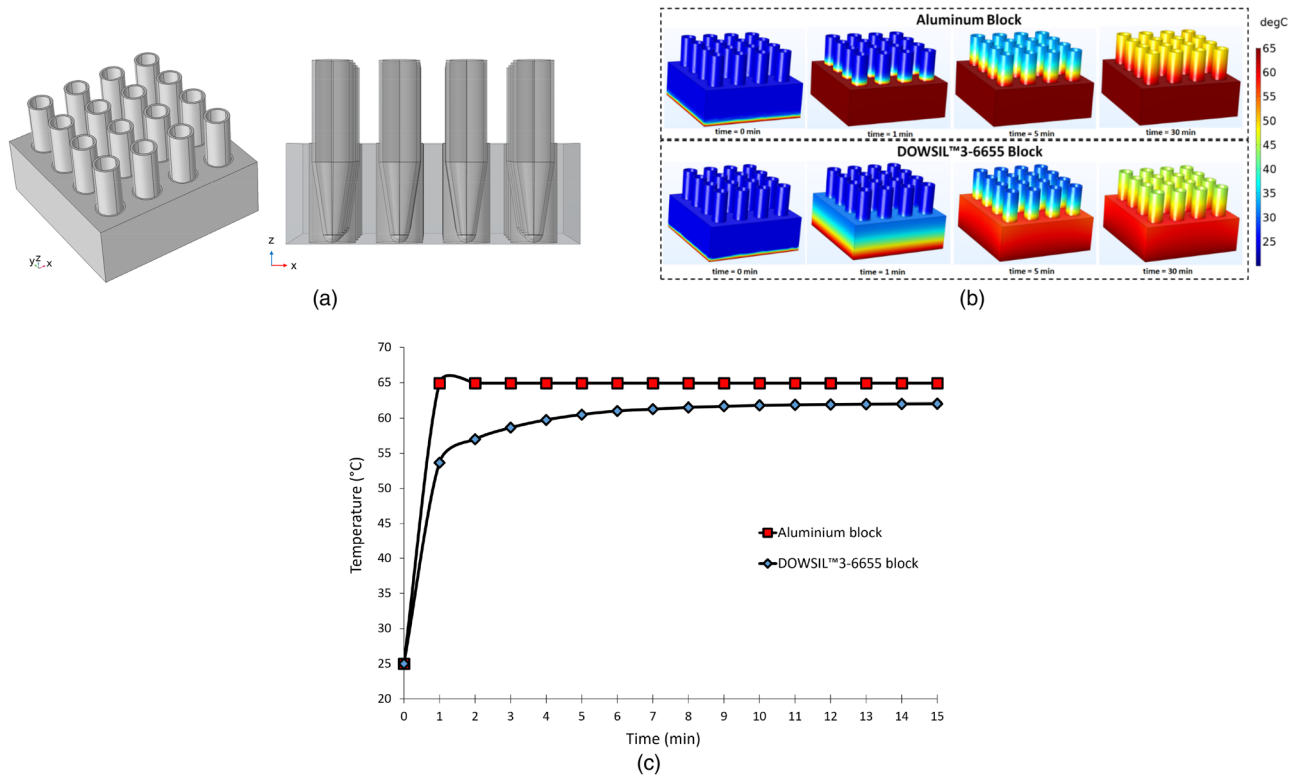 z
x
yz x
(a)
Aluminum Block
time = 0 min
time = 1 min
time = 5 min
time = 30 min
DOWSIL™3-6655 Block
time = 0 min
time = 1 min
time = 5 min
time = 30 min
degC
65
60
55
50
45
40
35
30
25
(b)
70
65
60
55
50
45
40
35
30
25
20
Temperature (°C)
Aluminium block
DOWSIL™3-6655 block
0 1 2 3 4 5 6 7 8 9 10 11 12 13 14 15
Time (min)
(c)